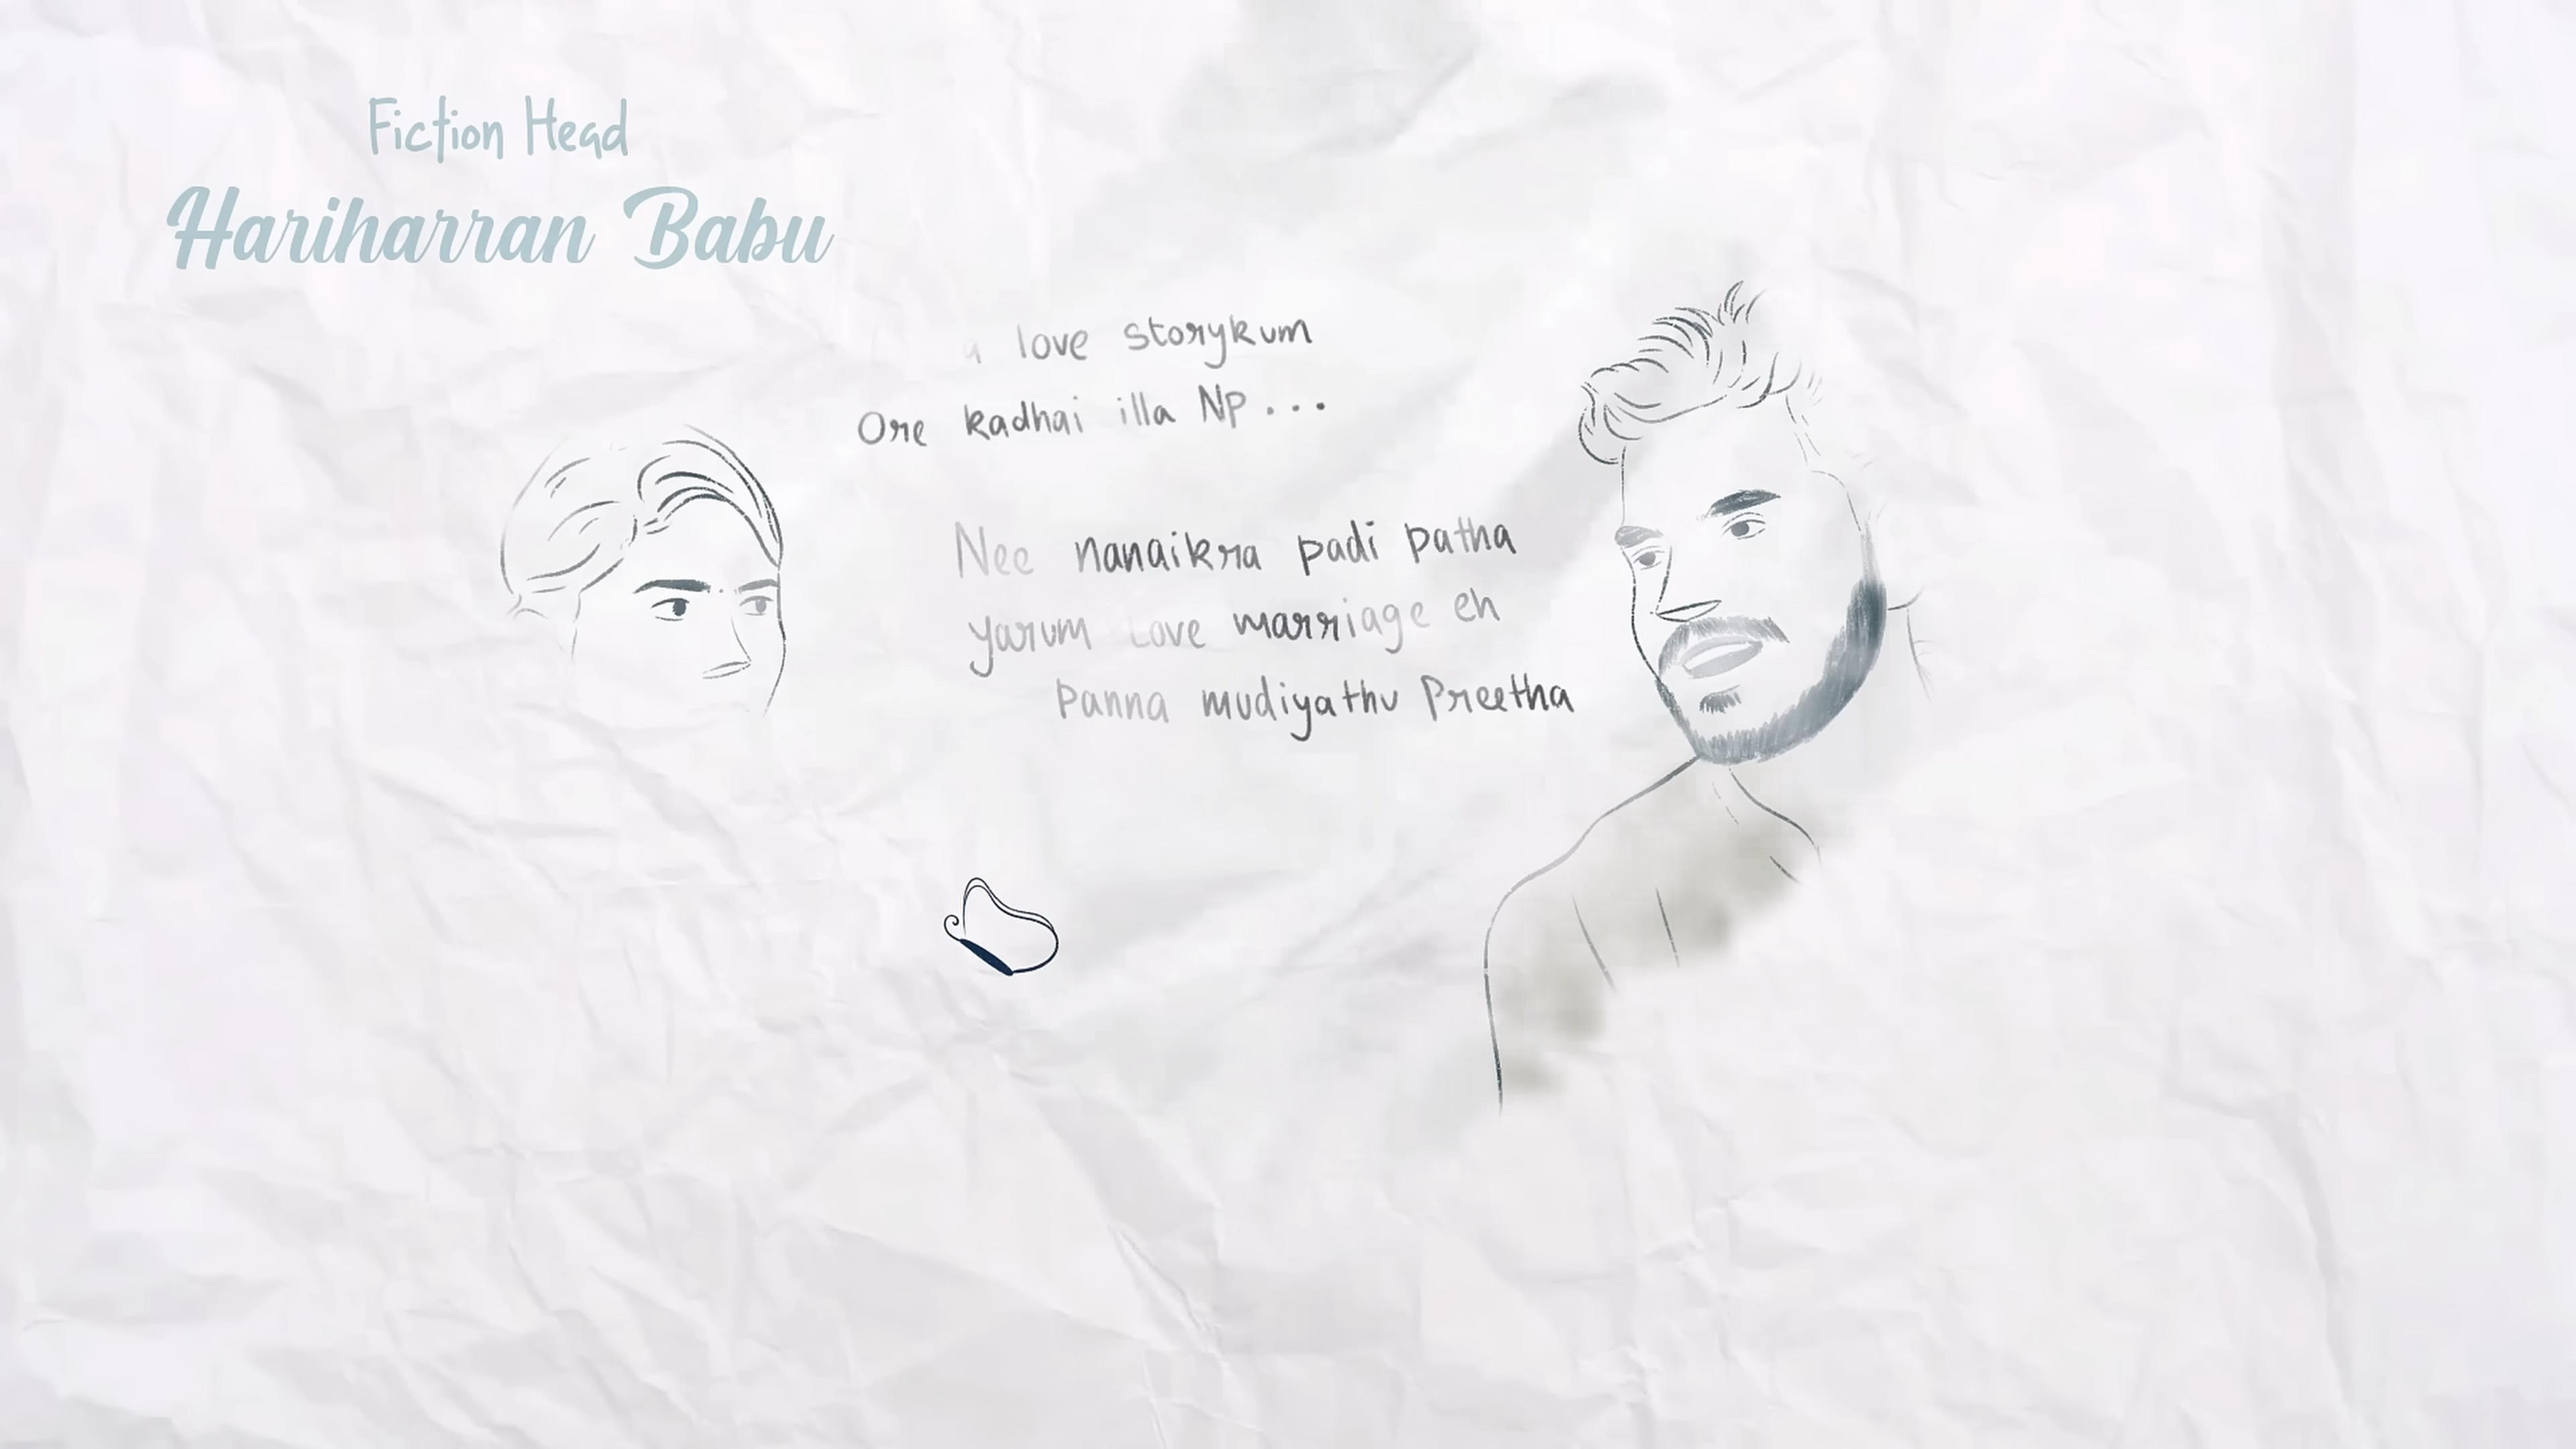 Fiction Head
Hariharran Babu
love storykum
Ore kadhai illa Np...
Nee nanaikra padi patha
yarum Love marriage eh
panna mudiyathu Preetha